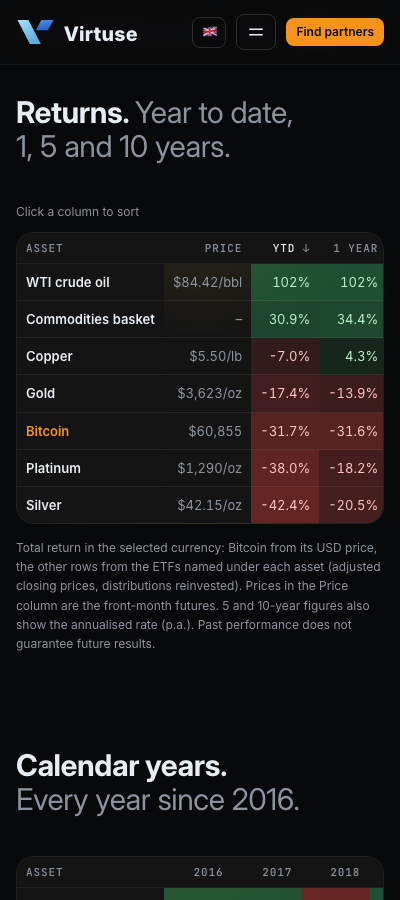 Virtuse
Find partners
Returns. Year to date,
1, 5 and 10 years.
Click a column to sort
ASSET PRICE YTD ↓ 1 YEAR
WTI crude oil $84.42/bbl 102% 102%
Commodities basket – 30.9% 34.4%
Copper $5.50/lb -7.0% 4.3%
Gold $3,623/oz -17.4% -13.9%
Bitcoin $60,855 -31.7% -31.6%
Platinum $1,290/oz -38.0% -18.2%
Silver $42.15/oz -42.4% -20.5%
Total return in the selected currency: Bitcoin from its USD price,
the other rows from the ETFs named under each asset (adjusted
closing prices, distributions reinvested). Prices in the Price
column are the front-month futures. 5 and 10-year figures also
show the annualised rate (p.a.). Past performance does not
guarantee future results.
Calendar years.
Every year since 2016.
ASSET 2016 2017 2018